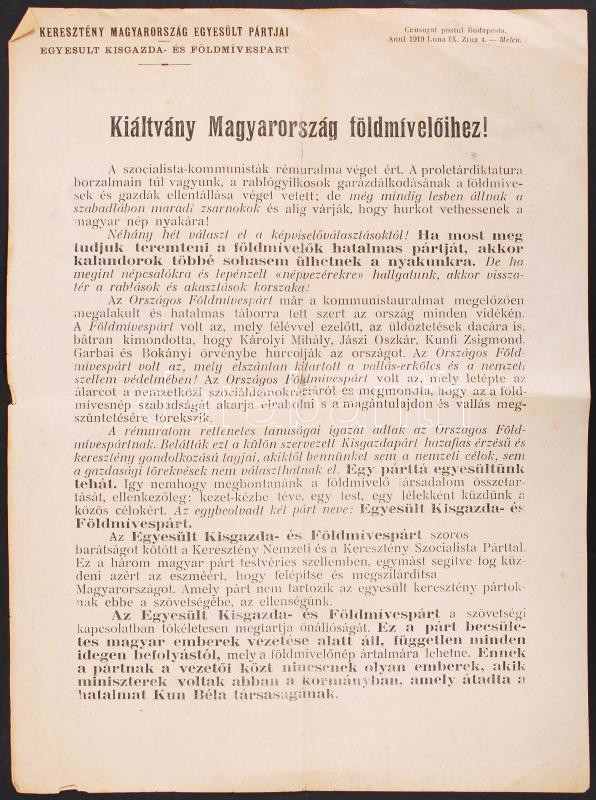 KERESZTÉNY MAGYARORSZÁG EGYESÜLT PÁRTJAI
EGYESULT KISGAZDA- ÉS FÖLDMÍVESPART
Censurat postul Budapesta.
Anul 1919 Luna IX. Ziua 4. — Melcu.
Kiáltvány Magyarország földmívelőihez!
A szocialista-kommunisták rémuralma véget ért. A proletárdiktatura
borzalmain túl vagyunk, a rablógyilkosok garázdálkodásának a földmíve-
sek és gazdák ellentállása véget vetett; de még mindig lesben állnak a
szabadlábon maradi zsarnokok és alig várják, hogy hurkot vethessenek a
magyar nép nyakára!
Néhány hét választ el a képviselőválasztásoktól! Ha most meg
tudjuk teremteni a földmívelők hatalmas pártját, akkor
kalandorok többé sohasem ülhetnek a nyakunkra. De ha
megint népcsalókra és lepénzelt «népvezérekre» hallgatunk, akkor vissza-
tér a rablások és akasztások korszaka!
Az Országos Földmívespárt már a kommunistauralmat megelőzően
megalakult és hatalmas táborra tett szert az ország minden vidékén.
A Földmívespárt volt az, mely félévvel ezelőtt, az üldöztetések dacára is,
bátran kimondotta, hogy Károlyi Mihály, Jászi Oszkár, Kunfi Zsigmond,
Garbai és Bokányi örvénybe hurcolják az országot. Az Országos Föld-
mívespárt volt az, mely elszántan kitartott a vallás-erkölcs és a nemzeti
szellem védelmében! Az Országos Földmívespárt volt az, mely letépte az
álarcot a nemzetközi szociáldemokráciáról és megmondta, hogy az a föld-
mívesnép szabadságát akarja elrabolni s a magántulajdon és vallás meg-
szüntetésére törekszik.
A rémuralom rettenetes tanuságai igazát adták az Országos Föld-
mívespártnak. Belátták ezt a külön szervezett Kisgazdapárt hazafias érzésű és
keresztény gondolkozású tagjai, akiktől bennünket sem a nemzeti célok, sem
a gazdasági törekvések nem választhatnak el. Egy párttá egyesültünk
tehát. Igy nemhogy megbontanánk a földmívelő társadalom összetar-
tását, ellenkezőleg: kezet-kézbe téve, egy test, egy lélekként küzdünk a
közös célokért. Az egybeolvadt két párt neve: Egyesült Kisgazda- és
Földmívespárt.
Az Egyesült Kisgazda- és Földmívespárt szoros
barátságot kötött a Keresztény Nemzeti és a Keresztény Szocialista Párttal.
Ez a három magyar párt testvéries szellemben, egymást segitve fog küz-
deni azért az eszméért, hogy felépitse és megszilárditsa
Magyarországot. Amely párt nem tartozik az egyesült keresztény pártok-
nak ebbe a szövetségébe, az ellenségünk.
Az Egyesült Kisgazda- és Földmívespárt a szövetségi
kapcsolatban tökéletesen megtartja önállóságát. Ez a párt becsüle-
tes magyar emberek vezetése alatt áll, független minden
idegen befolyástól, mely a földmívelőnép ártalmára lehetne. Ennek
a pártnak a vezetői közt nincsenek olyan emberek, akik
miniszterek voltak abban a kormányban, amely átadta a
hatalmat Kun Béla társaságának.